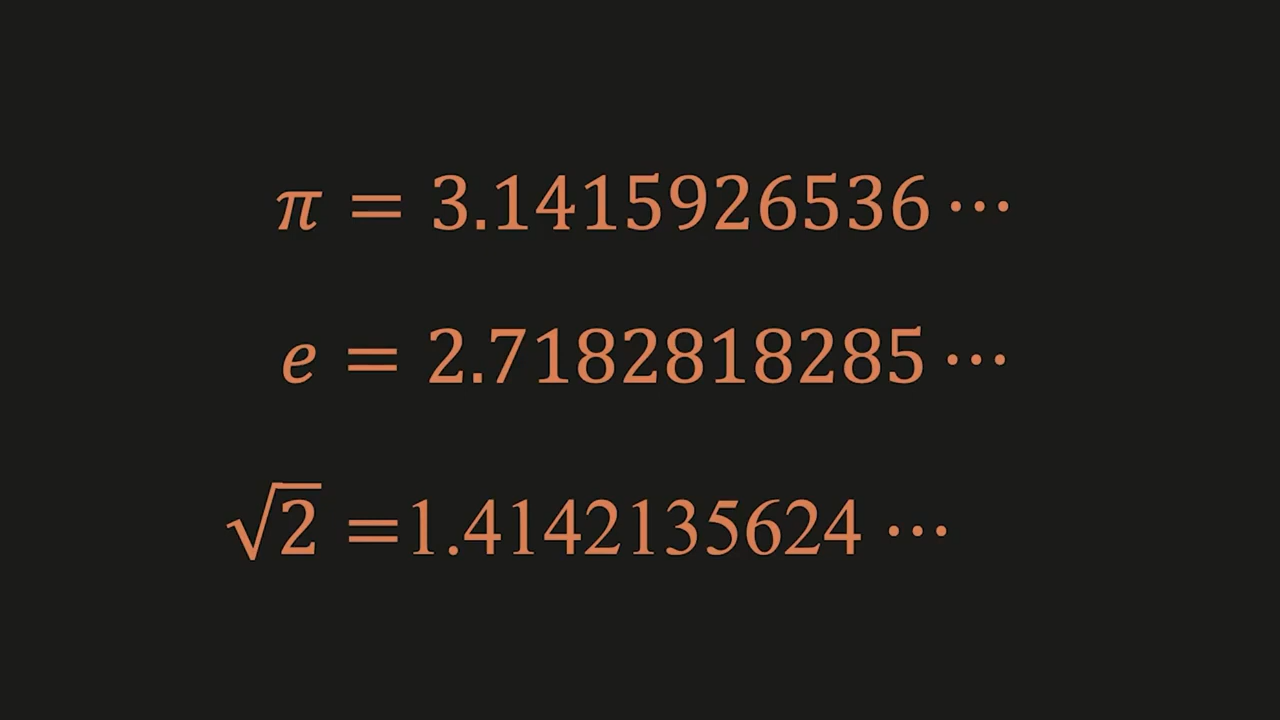 π = 3.1415926536 ⋯
e = 2.7182818285 ⋯
√2 =1.4142135624 ⋯